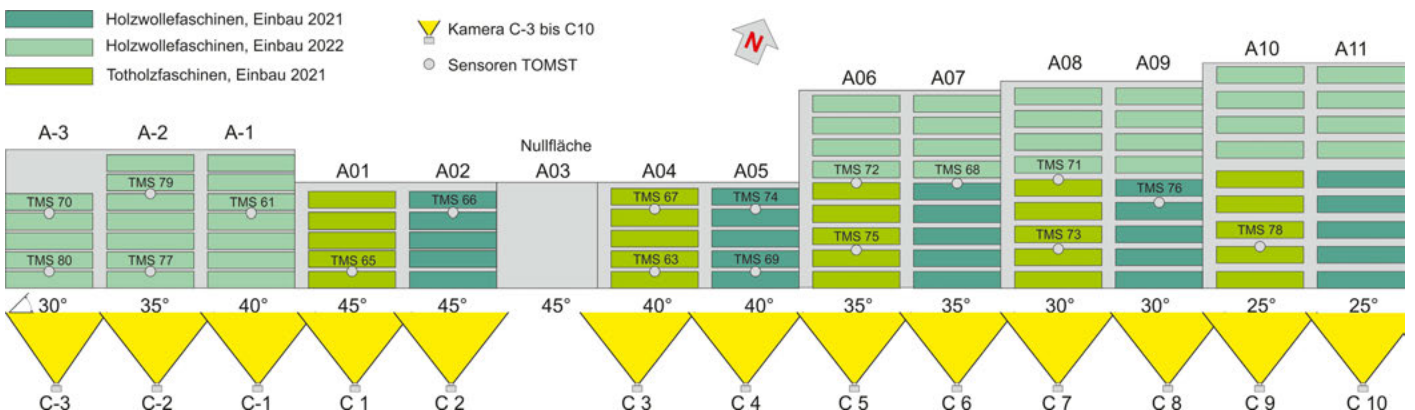 Holzwollefaschinen, Einbau 2021
Holzwollefaschinen, Einbau 2022
Totholzfaschinen, Einbau 2021
Kamera C-3 bis C10
Sensoren TOMST
N
A-3 A-2 A-1 A01 A02 Nullfläche A03 A04 A05 A06 A07 A08 A09 A10 A11
TMS 70 TMS 79 TMS 61 TMS 66 TMS 67 TMS 74 TMS 72 TMS 68 TMS 71 TMS 76
TMS 80 TMS 77 TMS 65 TMS 63 TMS 69 TMS 75 TMS 73 TMS 78
30° 35° 40° 45° 45° 45° 40° 40° 35° 35° 30° 30° 25° 25°
C-3 C-2 C-1 C 1 C 2 C 3 C 4 C 5 C 6 C 7 C 8 C 9 C 10